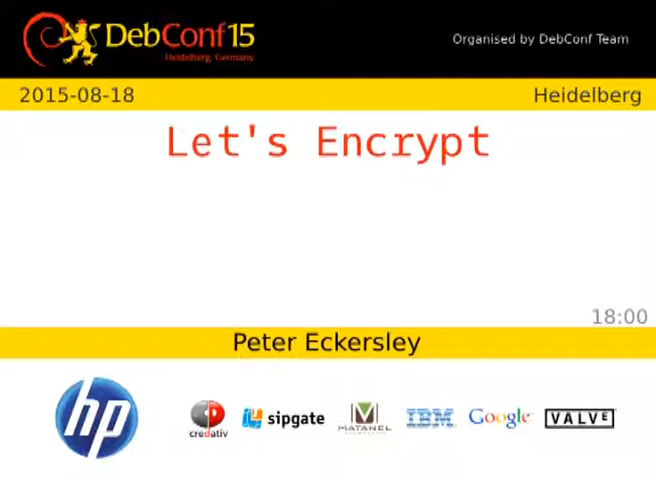 DebConf15
Heidelberg, Germany
Organised by DebConf Team
2015-08-18
Heidelberg
Let's Encrypt
18:00
Peter Eckersley
hp
credativ
sipgate
MATANEL
IBM
Google
VALVE